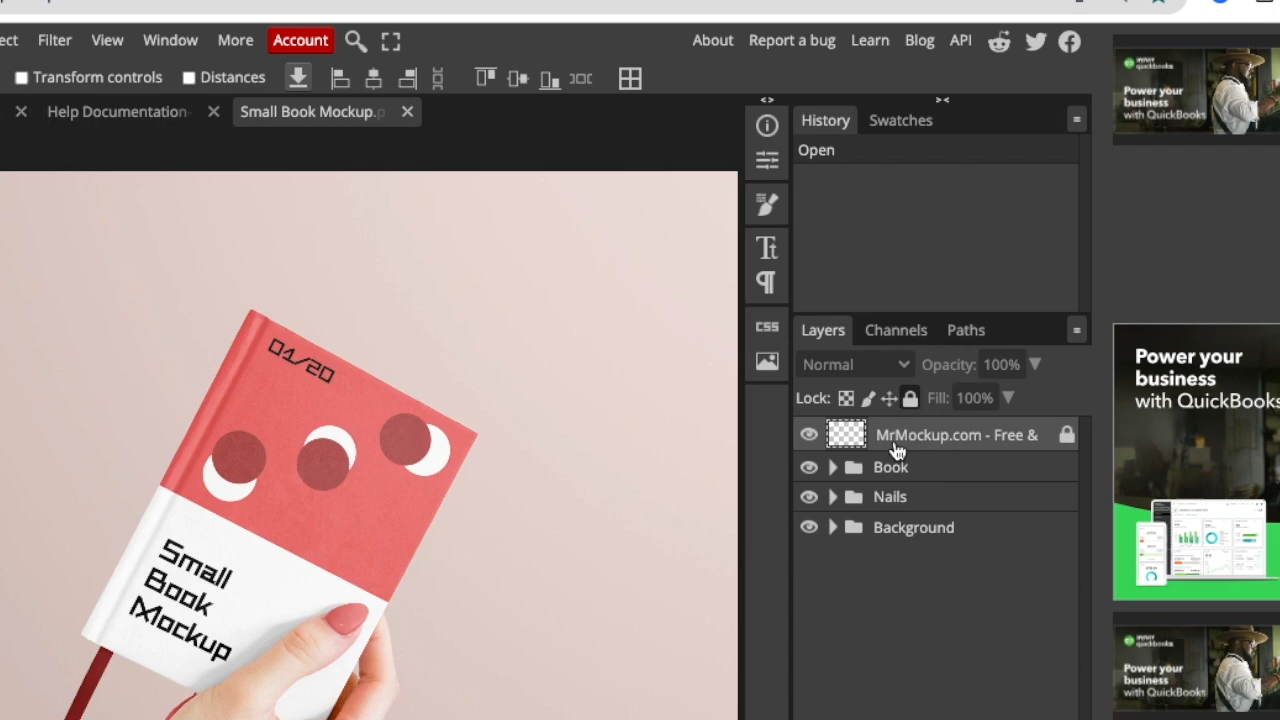 ect Filter View Window More Account About Report a bug Learn Blog API
Transform controls Distances
Help Documentation Small Book Mockup.p
History Swatches
Open
Layers Channels Paths
Normal Opacity: 100%
Lock: Fill: 100%
MrMockup.com - Free &
Book
Nails
Background
CSS
01/20
Small
Book
Mockup
quickbooks
Power your
business
with QuickBooks
Power your
business
with QuickBooks
quickbooks
Power your
business
with QuickBooks